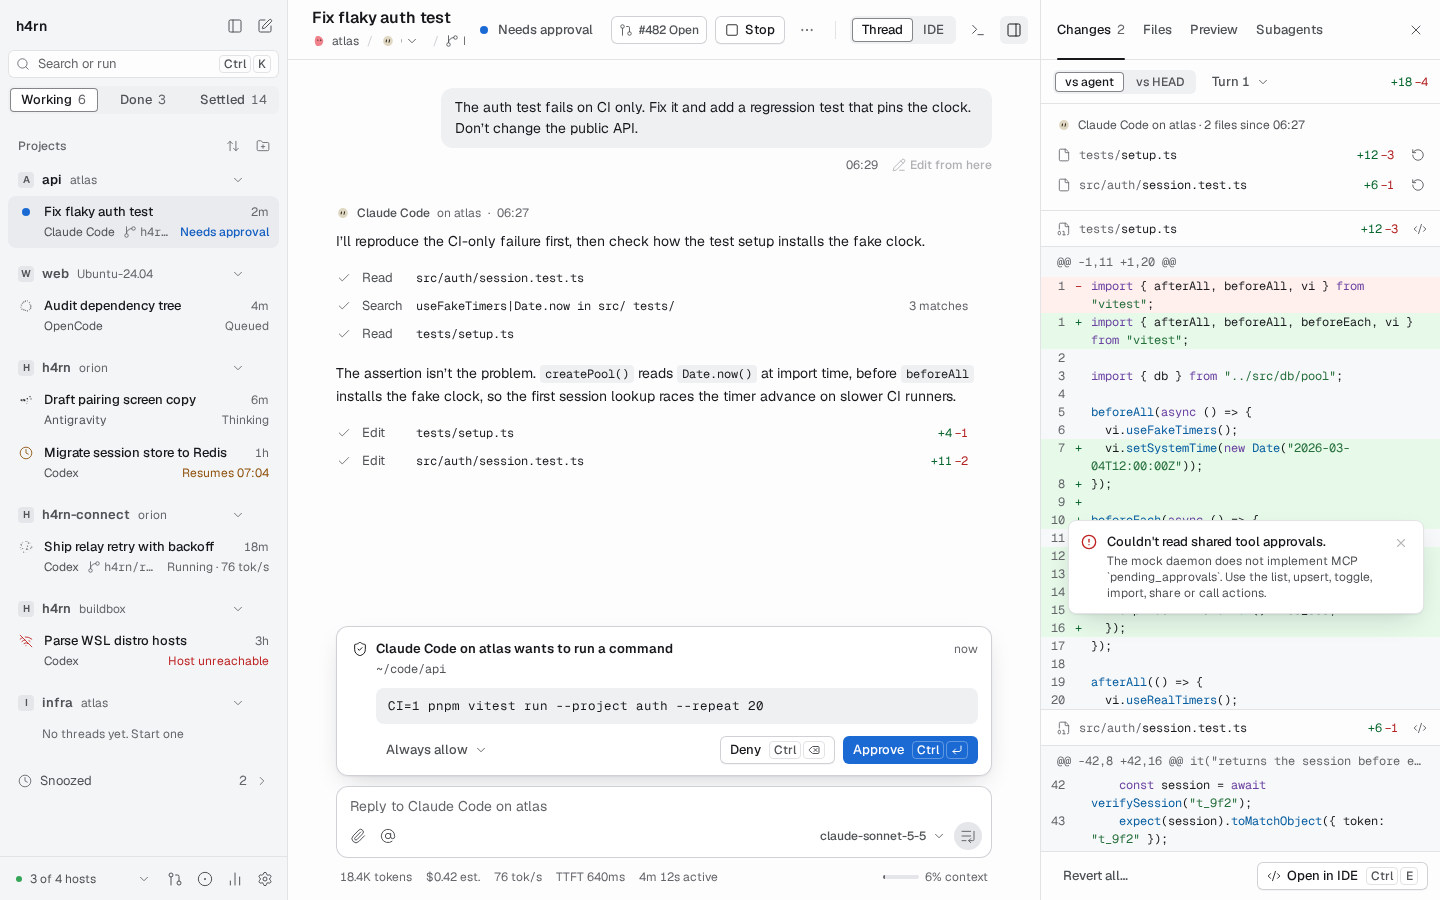 h4rn
Search or run Ctrl K
Working 6 Done 3 Settled 14
Projects
A api atlas
Fix flaky auth test 2m
Claude Code h4r... Needs approval
W web Ubuntu-24.04
Audit dependency tree 4m
OpenCode Queued
H h4rn orion
Draft pairing screen copy 6m
Antigravity Thinking
Migrate session store to Redis 1h
Codex Resumes 07:04
H h4rn-connect orion
Ship relay retry with backoff 18m
Codex h4rn/r... Running · 76 tok/s
H h4rn buildbox
Parse WSL distro hosts 3h
Codex Host unreachable
I infra atlas
No threads yet. Start one
Snoozed 2
3 of 4 hosts
Fix flaky auth test
atlas / /
Needs approval
#482 Open
Stop
Thread IDE
The auth test fails on CI only. Fix it and add a regression test that pins the clock.
Don't change the public API.
06:29 Edit from here
Claude Code on atlas · 06:27
I'll reproduce the CI-only failure first, then check how the test setup installs the fake clock.
Read src/auth/session.test.ts
Search useFakeTimers|Date.now in src/ tests/ 3 matches
Read tests/setup.ts
The assertion isn't the problem. createPool() reads Date.now() at import time, before beforeAll
installs the fake clock, so the first session lookup races the timer advance on slower CI runners.
Edit tests/setup.ts +4 −1
Edit src/auth/session.test.ts +11 −2
Claude Code on atlas wants to run a command now
~/code/api
CI=1 pnpm vitest run --project auth --repeat 20
Always allow
Deny Ctrl
Approve Ctrl
Reply to Claude Code on atlas
claude-sonnet-5-5
18.4K tokens $0.42 est. 76 tok/s TTFT 640ms 4m 12s active 6% context
Changes 2 Files Preview Subagents
vs agent vs HEAD Turn 1 +18 −4
Claude Code on atlas · 2 files since 06:27
tests/setup.ts +12 −3
src/auth/session.test.ts +6 −1
tests/setup.ts +12 −3
@@ -1,11 +1,20 @@
1 − import { afterAll, beforeAll, vi } from
"vitest";
1 + import { afterAll, beforeAll, beforeEach, vi }
from "vitest";
2
3 import { db } from "../src/db/pool";
4
5 beforeAll(async () => {
6 vi.useFakeTimers();
7 + vi.setSystemTime(new Date("2026-03-
04T12:00:00Z"));
8 + });
9 +
10 + beforeEach(async () => {
11
12
13
14
15
Couldn't read shared tool approvals.
The mock daemon does not implement MCP
`pending_approvals`. Use the list, upsert, toggle,
import, share or call actions.
16 + });
17 });
18
19 afterAll(() => {
20 vi.useRealTimers();
src/auth/session.test.ts +6 −1
@@ -42,8 +42,16 @@ it("returns the session before e...
42 const session = await
verifySession("t_9f2");
43 expect(session).toMatchObject({ token:
"t_9f2" });
Revert all...
Open in IDE Ctrl E